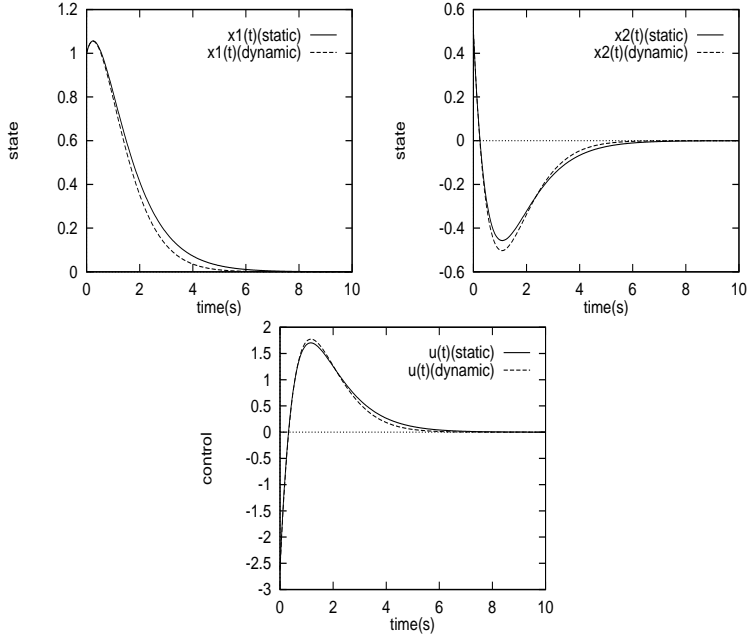 1.2
1
0.8
0.6
0.4
0.2
0
state
x1(t)(static)
x1(t)(dynamic)
0 2 4 6 8 10
time(s)
0.6
0.4
0.2
0
-0.2
-0.4
-0.6
state
x2(t)(static)
x2(t)(dynamic)
0 2 4 6 8 10
time(s)
2
1.5
1
0.5
0
-0.5
-1
-1.5
-2
-2.5
-3
control
u(t)(static)
u(t)(dynamic)
0 2 4 6 8 10
time(s)